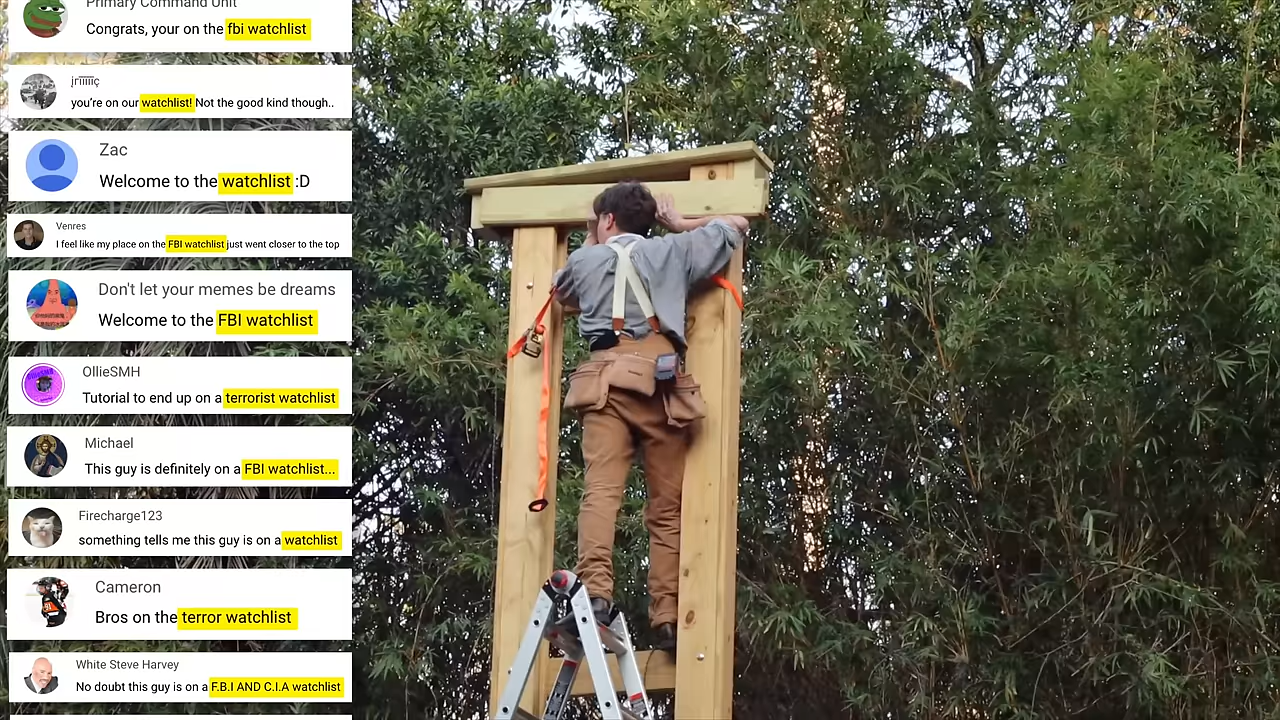 Primary Command Unit
Congrats, your on the fbi watchlist
jrïïïïïç
you're on our watchlist! Not the good kind though..
Zac
Welcome to the watchlist :D
Venres
I feel like my place on the FBI watchlist just went closer to the top
Don't let your memes be dreams
Welcome to the FBI watchlist
OllieSMH
Tutorial to end up on a terrorist watchlist
Michael
This guy is definitely on a FBI watchlist...
Firecharge123
something tells me this guy is on a watchlist
Cameron
Bros on the terror watchlist
White Steve Harvey
No doubt this guy is on a F.B.I AND C.I.A watchlist